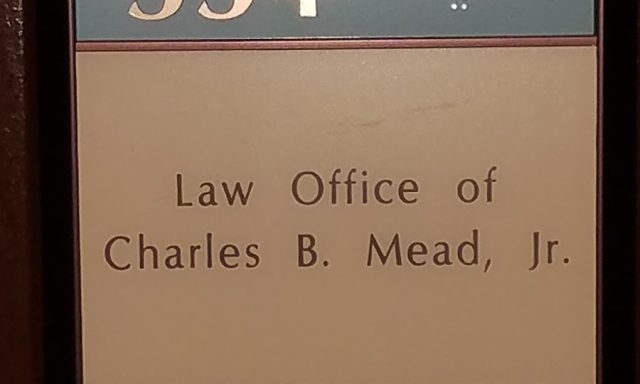 Law Office of
Charles B. Mead, Jr.